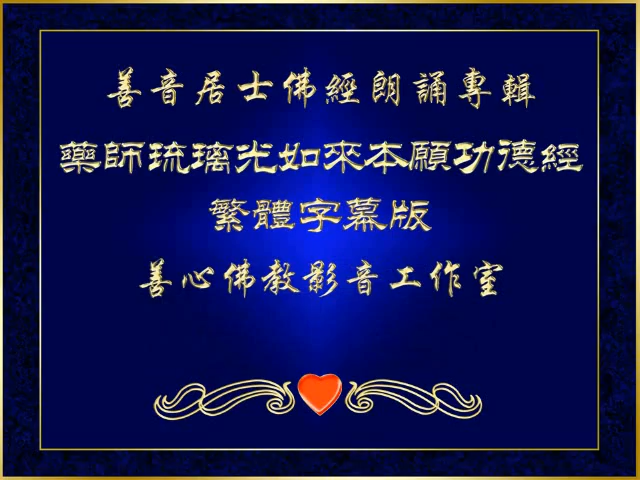 善音居士佛經朗誦專輯
藥師琉璃光如來本願功德經
繁體字幕版
善心佛教影音工作室